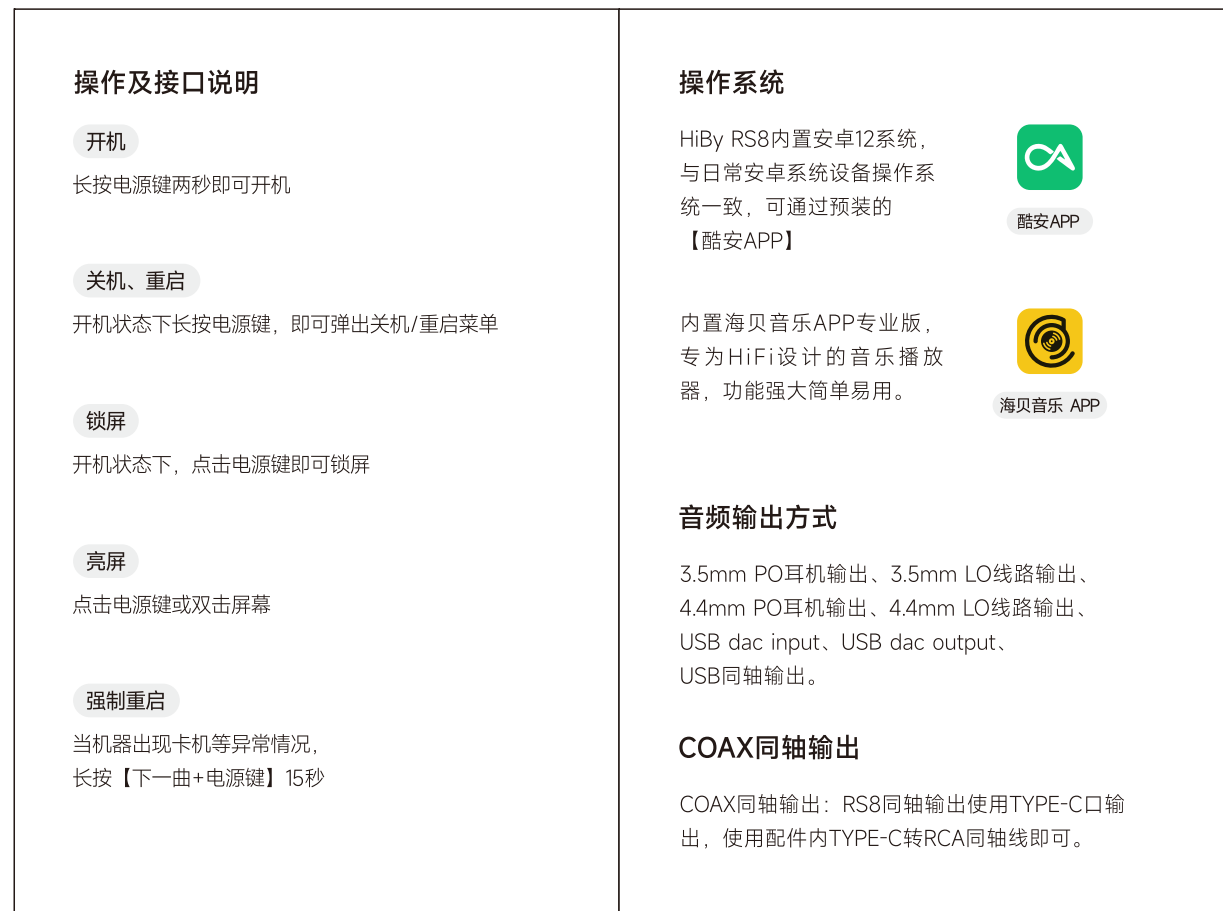 操作及接口说明
开机
长按电源键两秒即可开机
关机、重启
开机状态下长按电源键，即可弹出关机/重启菜单
锁屏
开机状态下，点击电源键即可锁屏
亮屏
点击电源键或双击屏幕
强制重启
当机器出现卡机等异常情况，
长按【下一曲+电源键】15秒
操作系统
HiBy RS8内置安卓12系统，
与日常安卓系统设备操作系
统一致，可通过预装的
【酷安APP】
酷安APP
内置海贝音乐APP专业版，
专为HiFi设计的音乐播放
器，功能强大简单易用。
海贝音乐 APP
音频输出方式
3.5mm PO耳机输出、3.5mm LO线路输出、
4.4mm PO耳机输出、4.4mm LO线路输出、
USB dac input、USB dac output、
USB同轴输出。
COAX同轴输出
COAX同轴输出：RS8同轴输出使用TYPE-C口输
出，使用配件内TYPE-C转RCA同轴线即可。